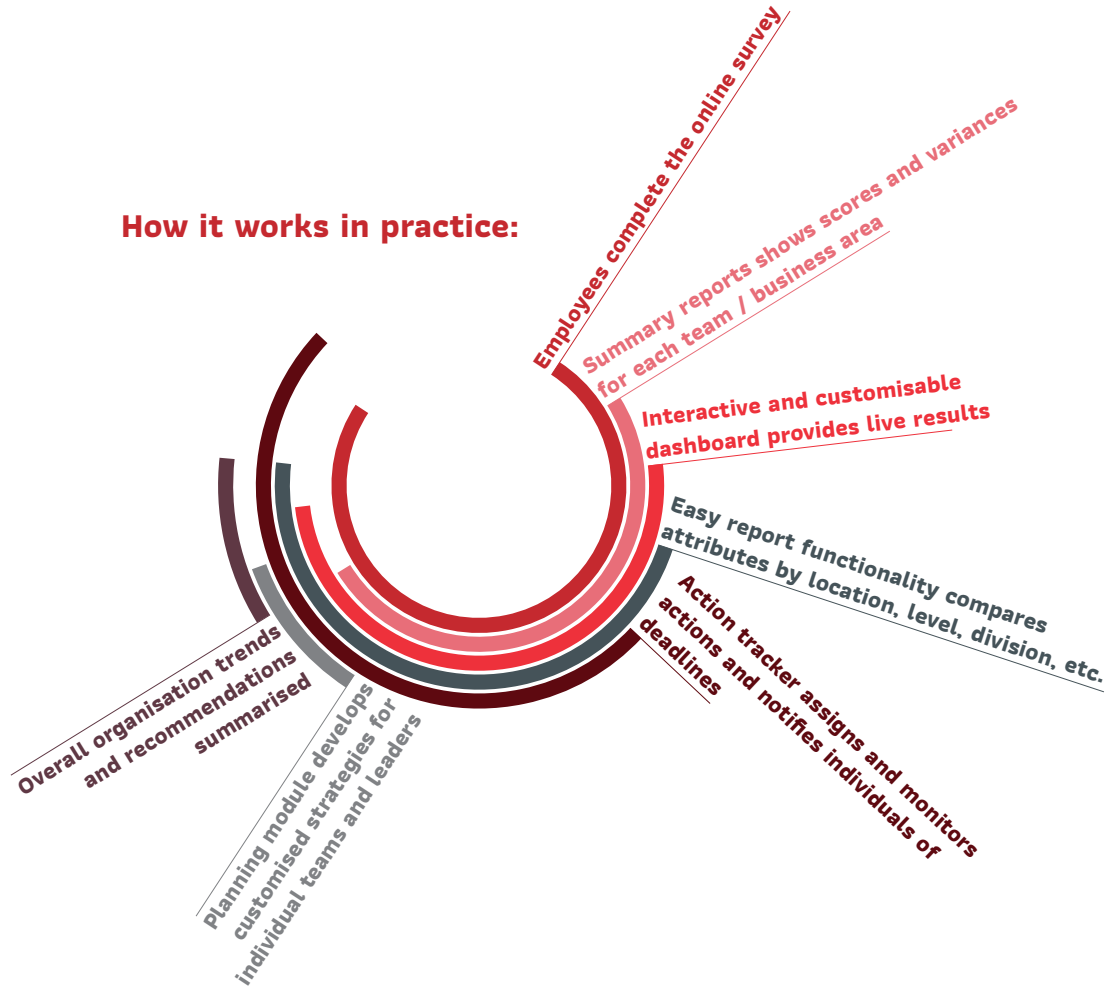 How it works in practice:
Employees complete the online survey
Summary reports shows scores and variances
for each team / business area
Interactive and customisable
dashboard provides live results
Easy report functionality compares
attributes by location, level, division, etc.
Action tracker assigns and monitors
actions and notifies individuals of
deadlines
Planning module develops
customised strategies for
individual teams and leaders
Overall organisation trends
and recommendations
summarised